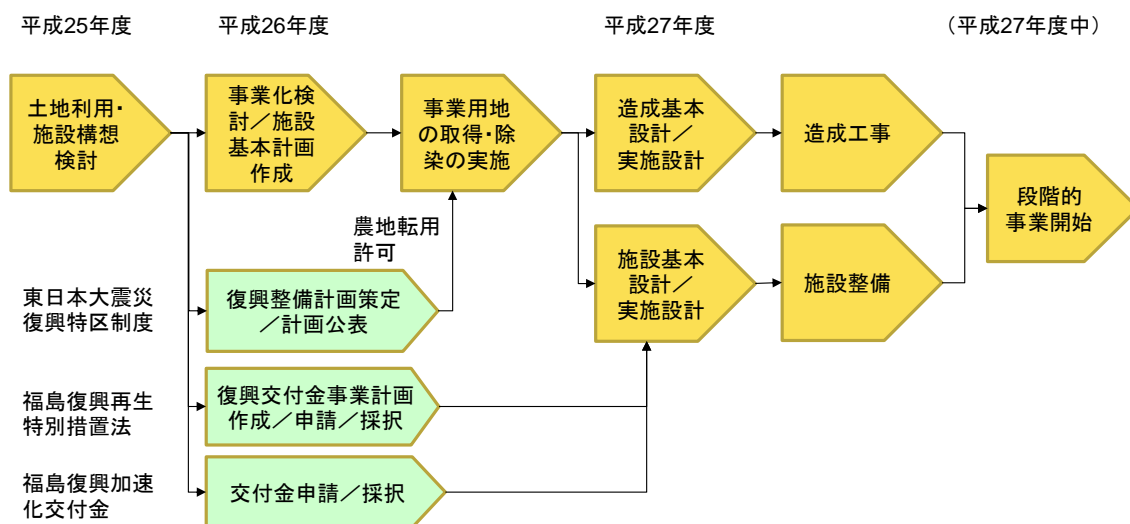 平成25年度
平成26年度
平成27年度
（平成27年度中）
土地利用・
施設構想
検討
事業化検
討／施設
基本計画
作成
事業用地
の取得・除
染の実施
造成基本
設計／
実施設計
造成工事
段階的
事業開始
農地転用
許可
施設基本
設計／
実施設計
施設整備
東日本大震災
復興特区制度
復興整備計画策定
／計画公表
福島復興再生
特別措置法
復興交付金事業計画
作成／申請／採択
福島復興加速
化交付金
交付金申請／採択